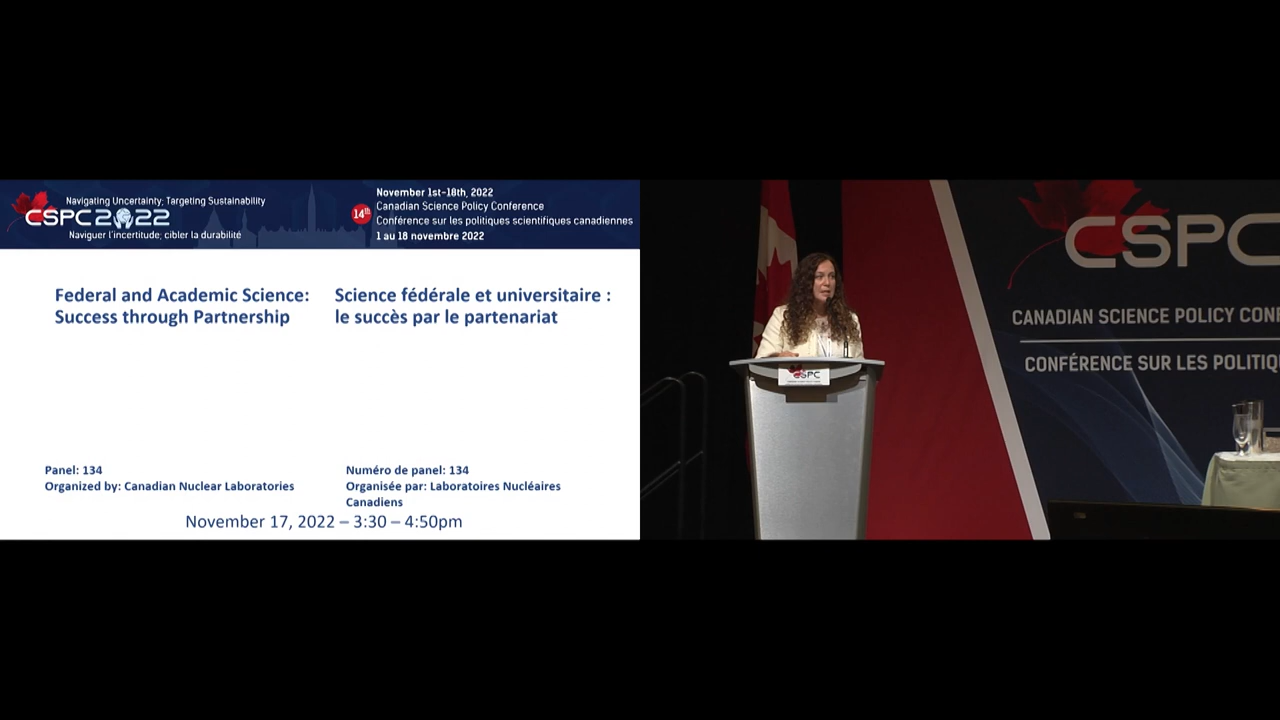 Navigating Uncertainty; Targeting Sustainability
CSPC2022
Naviguer l'incertitude; cibler la durabilité
November 1st-18th, 2022
14th
Canadian Science Policy Conference
Conférence sur les politiques scientifiques canadiennes
1 au 18 novembre 2022
Federal and Academic Science:
Success through Partnership
Science fédérale et universitaire :
le succès par le partenariat
Panel: 134
Organized by: Canadian Nuclear Laboratories
Numéro de panel: 134
Organisée par: Laboratoires Nucléaires
Canadiens
November 17, 2022 – 3:30 – 4:50pm
CSPC
CANADIAN SCIENCE POLICY CONF
CONFÉRENCE SUR LES POLITIQ
CSPC